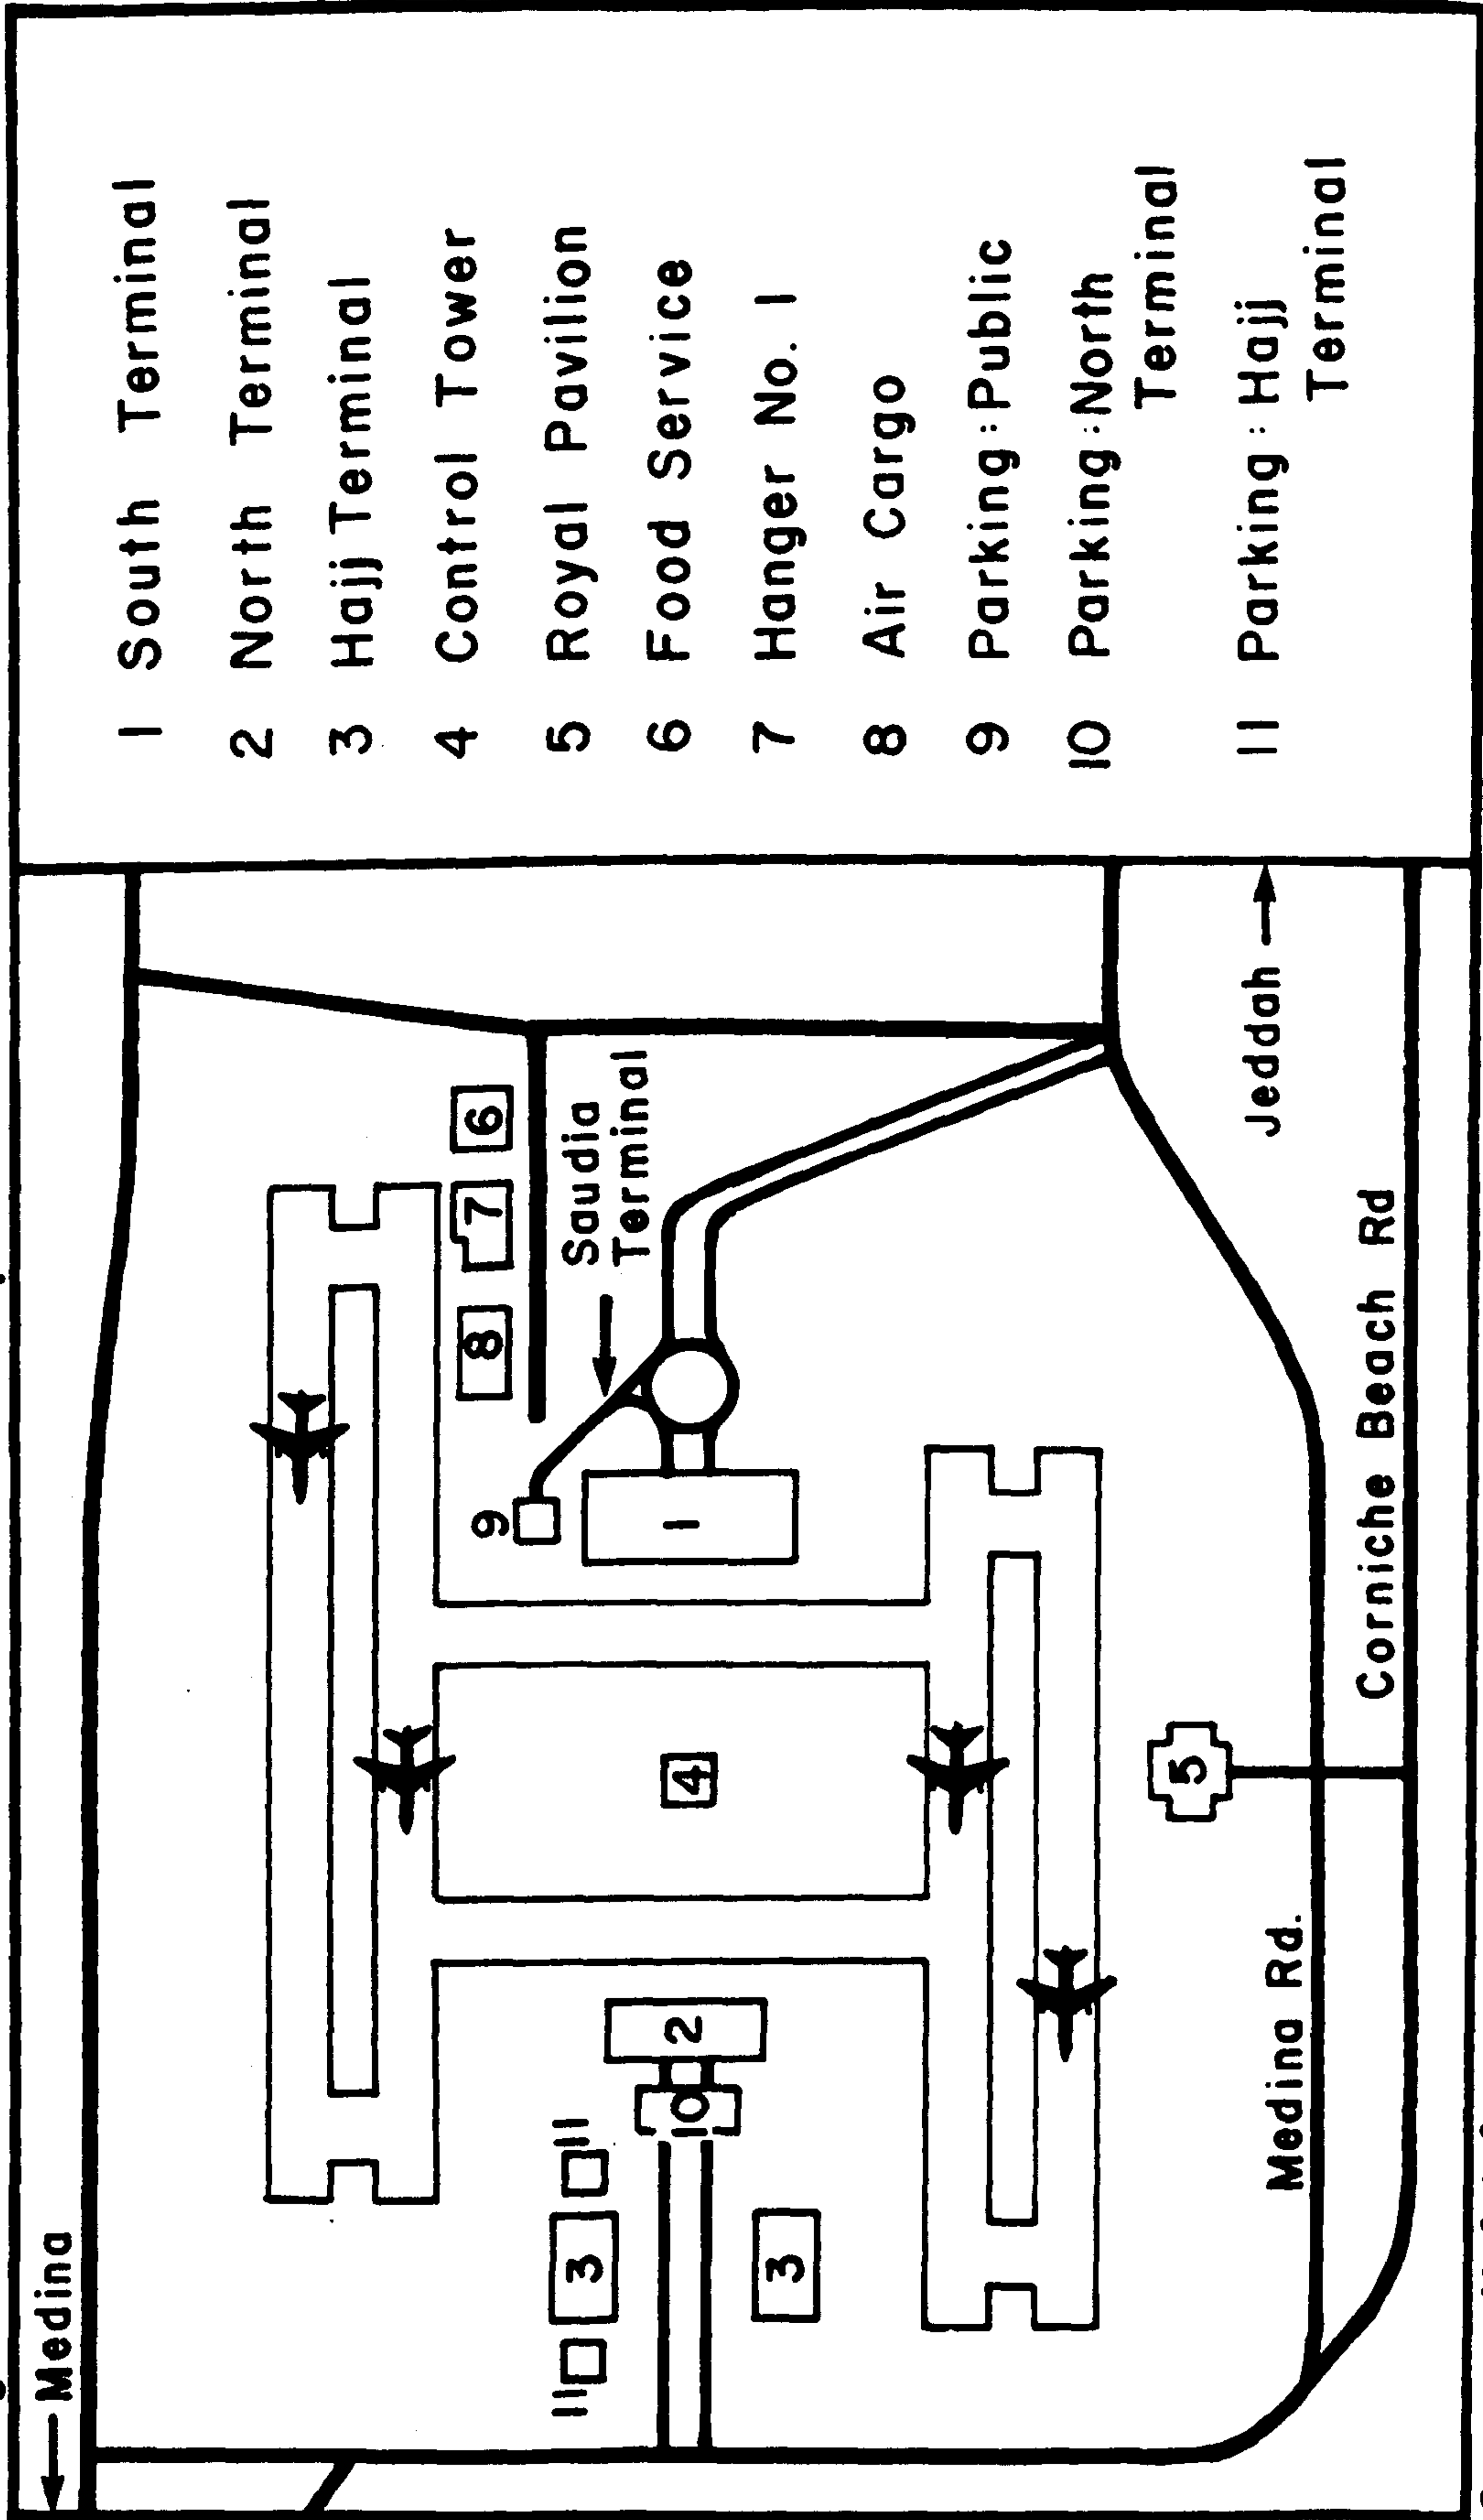 ← Medina
11
3
11
3
10
2
4
9
1
8
7
6
Saudia
Terminal
5
Medina Rd.
Corniche Beach Rd
Jeddah →
1 South Terminal
2 North Terminal
3 Hajj Terminal
4 Control Tower
5 Royal Pavilion
6 Food Service
7 Hanger No. 1
8 Air Cargo
9 Parking: Public
10 Parking: North
Terminal
11 Parking: Hajj
Terminal